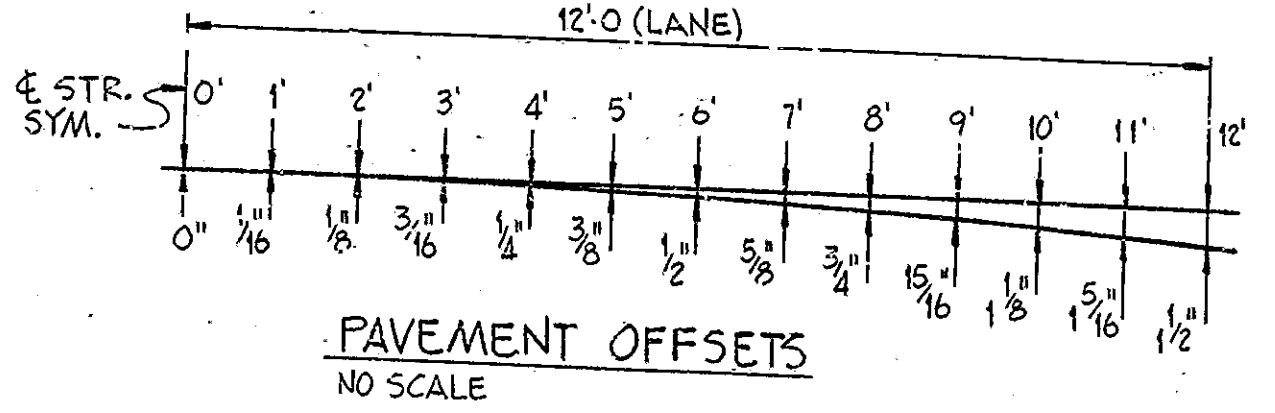 12'-0 (LANE)
℄ STR.
SYM.
0' 1' 2' 3' 4' 5' 6' 7' 8' 9' 10' 11' 12'
0" 1/16" 1/8" 3/16" 1/4" 3/8" 1/2" 5/8" 3/4" 15/16" 1 1/8" 1 5/16" 1 1/2"
PAVEMENT OFFSETS
NO SCALE